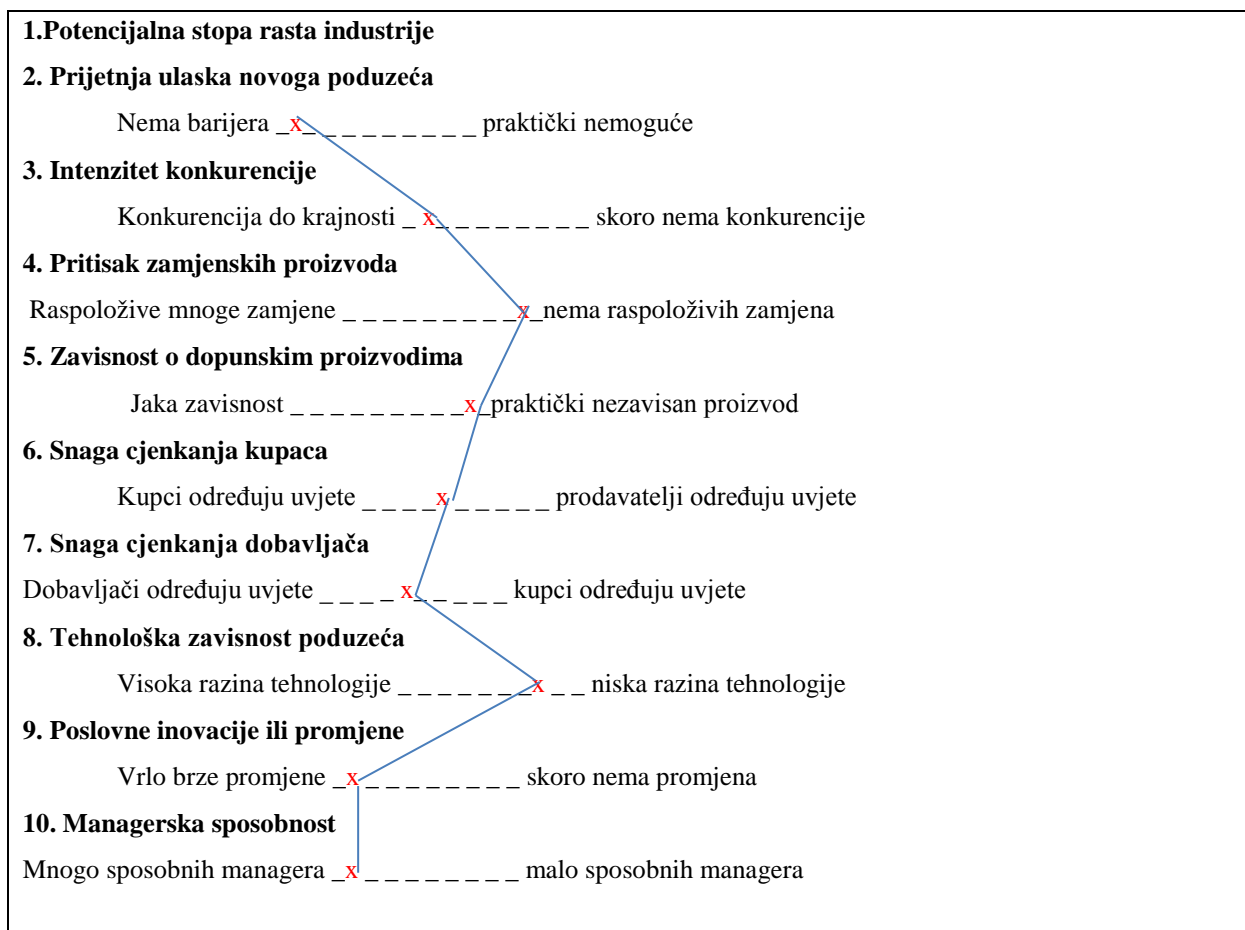 1.Potencijalna stopa rasta industrije
2. Prijetnja ulaska novoga poduzeća
Nema barijera _x_ _ _ _ _ _ _ _ _ praktički nemoguće
3. Intenzitet konkurencije
Konkurencija do krajnosti _ x_ _ _ _ _ _ _ _ skoro nema konkurencije
4. Pritisak zamjenskih proizvoda
Raspoložive mnoge zamjene _ _ _ _ _ _ _ _ _ x_nema raspoloživih zamjena
5. Zavisnost o dopunskim proizvodima
Jaka zavisnost _ _ _ _ _ _ _ _ _x_praktički nezavisan proizvod
6. Snaga cjenkanja kupaca
Kupci određuju uvjete _ _ _ _x_ _ _ _ _ prodavatelji određuju uvjete
7. Snaga cjenkanja dobavljača
Dobavljači određuju uvjete _ _ _ _ x_ _ _ _ _ kupci određuju uvjete
8. Tehnološka zavisnost poduzeća
Visoka razina tehnologije _ _ _ _ _ _ _ _x _ _ niska razina tehnologije
9. Poslovne inovacije ili promjene
Vrlo brze promjene _x_ _ _ _ _ _ _ _ skoro nema promjena
10. Managerska sposobnost
Mnogo sposobnih managera _x_ _ _ _ _ _ _ _ malo sposobnih managera